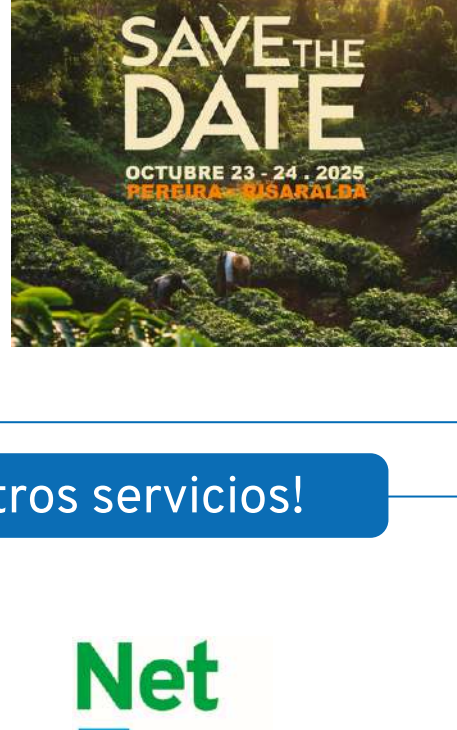 SAVE THE
DATE
OCTUBRE 23 - 24 . 2025
PEREIRA - RISARALDA
tros servicios!
Net